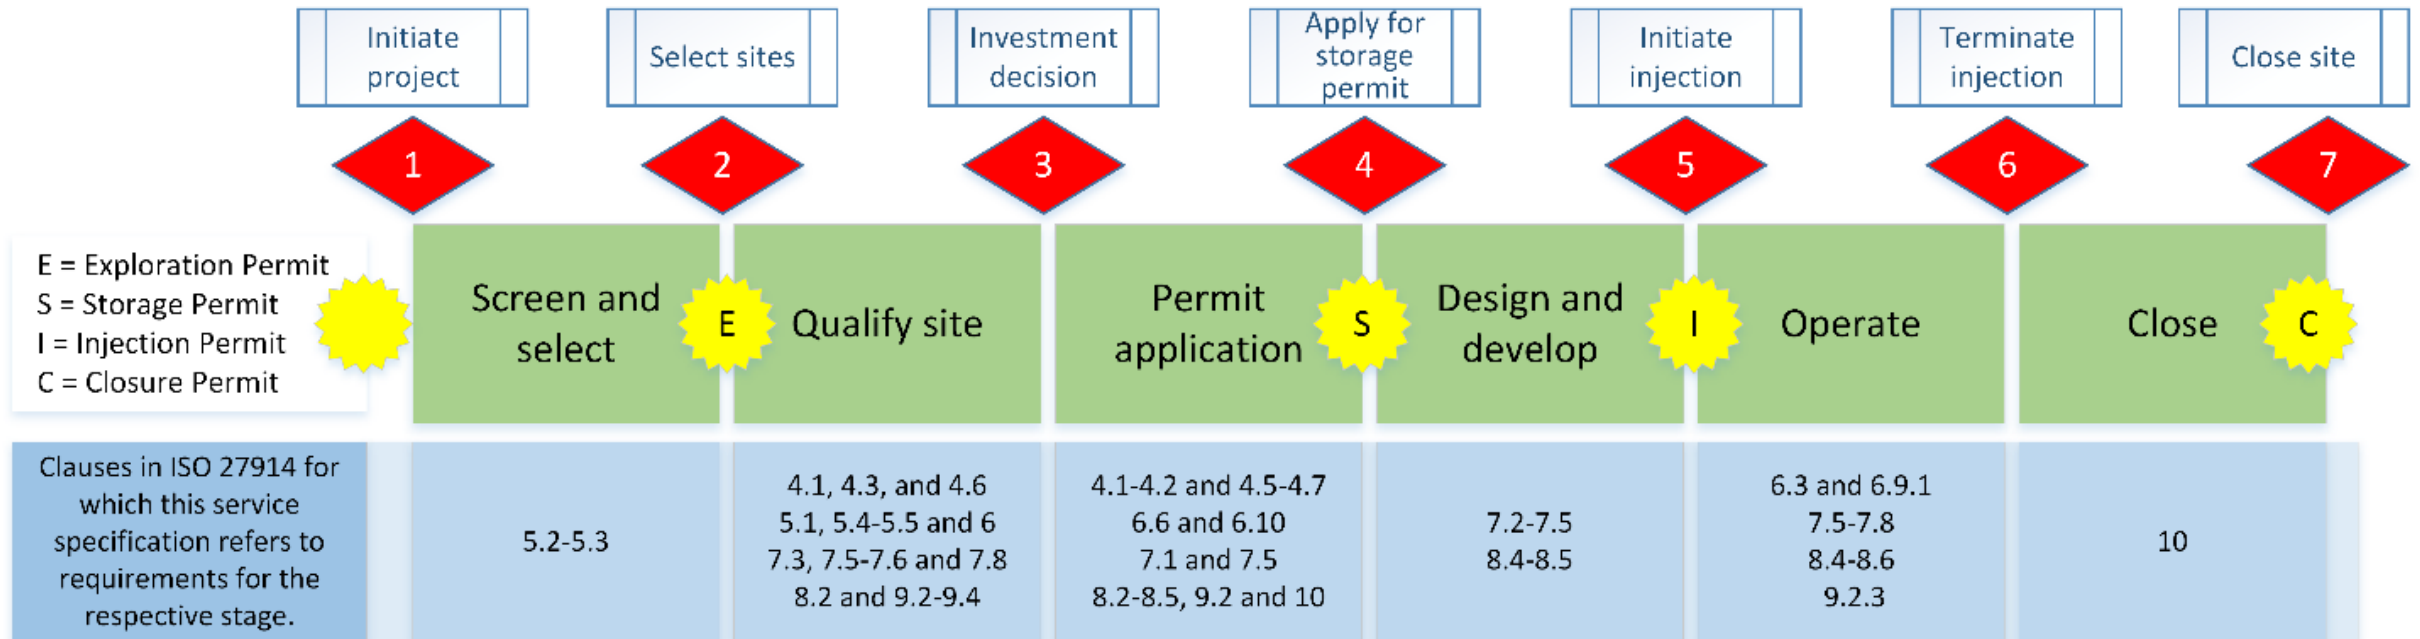 Initiate
project
Select sites
Investment
decision
Apply for
storage
permit
Initiate
injection
Terminate
injection
Close site
1
2
3
4
5
6
7
E = Exploration Permit
S = Storage Permit
I = Injection Permit
C = Closure Permit
Screen and
select
E
Qualify site
Permit
application
S
Design and
develop
I
Operate
Close
C
Clauses in ISO 27914 for
which this service
specification refers to
requirements for the
respective stage.
5.2-5.3
4.1, 4.3, and 4.6
5.1, 5.4-5.5 and 6
7.3, 7.5-7.6 and 7.8
8.2 and 9.2-9.4
4.1-4.2 and 4.5-4.7
6.6 and 6.10
7.1 and 7.5
8.2-8.5, 9.2 and 10
7.2-7.5
8.4-8.5
6.3 and 6.9.1
7.5-7.8
8.4-8.6
9.2.3
10